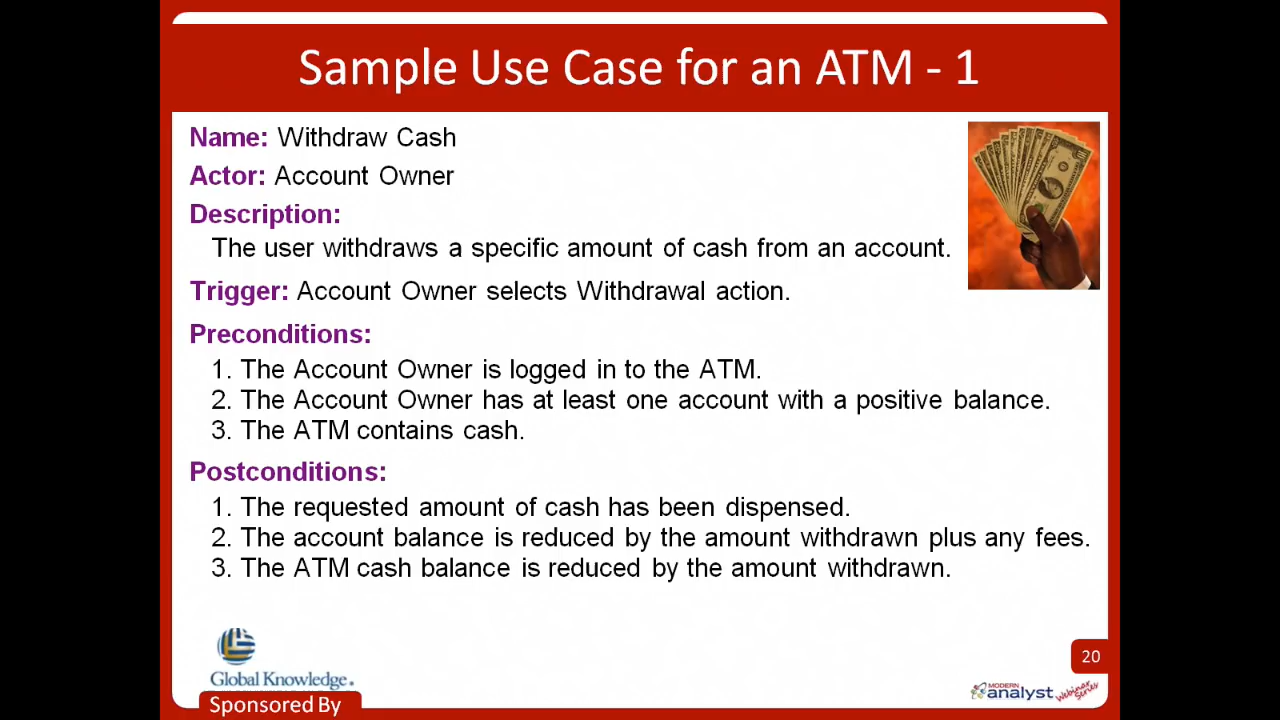 Sample Use Case for an ATM - 1
Name: Withdraw Cash
Actor: Account Owner
Description:
The user withdraws a specific amount of cash from an account.
Trigger: Account Owner selects Withdrawal action.
Preconditions:
1. The Account Owner is logged in to the ATM.
2. The Account Owner has at least one account with a positive balance.
3. The ATM contains cash.
Postconditions:
1. The requested amount of cash has been dispensed.
2. The account balance is reduced by the amount withdrawn plus any fees.
3. The ATM cash balance is reduced by the amount withdrawn.
Global Knowledge.
Sponsored By
20
MODERN
analyst Webinar
Series